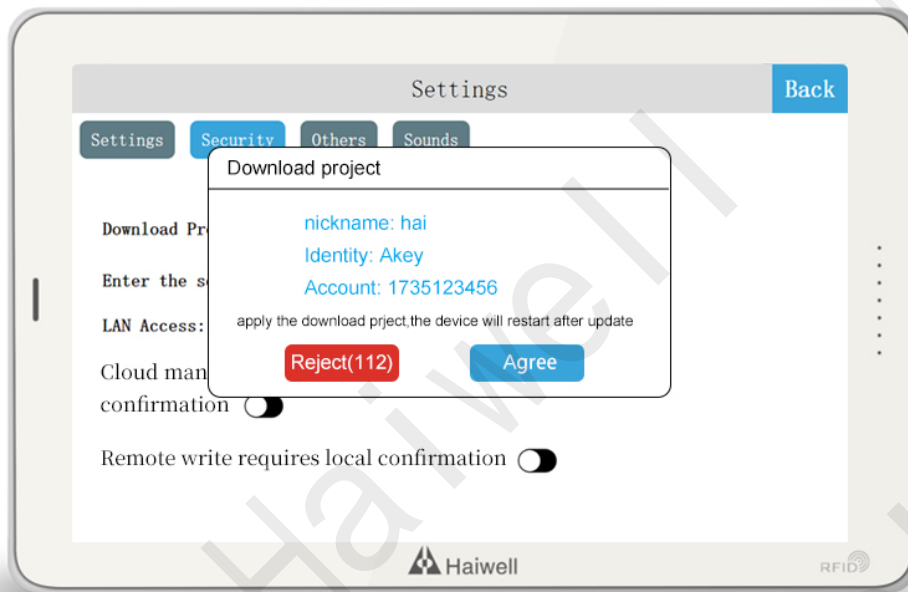 Settings
Back
Settings
Security
Others
Sounds
Download project
nickname: hai
Identity: Akey
Account: 1735123456
apply the download prject,the device will restart after update
Reject(112)
Agree
Download Pr
Enter the s
LAN Access:
Cloud man
confirmation
Remote write requires local confirmation
Haiwell
RFID
Haiwell